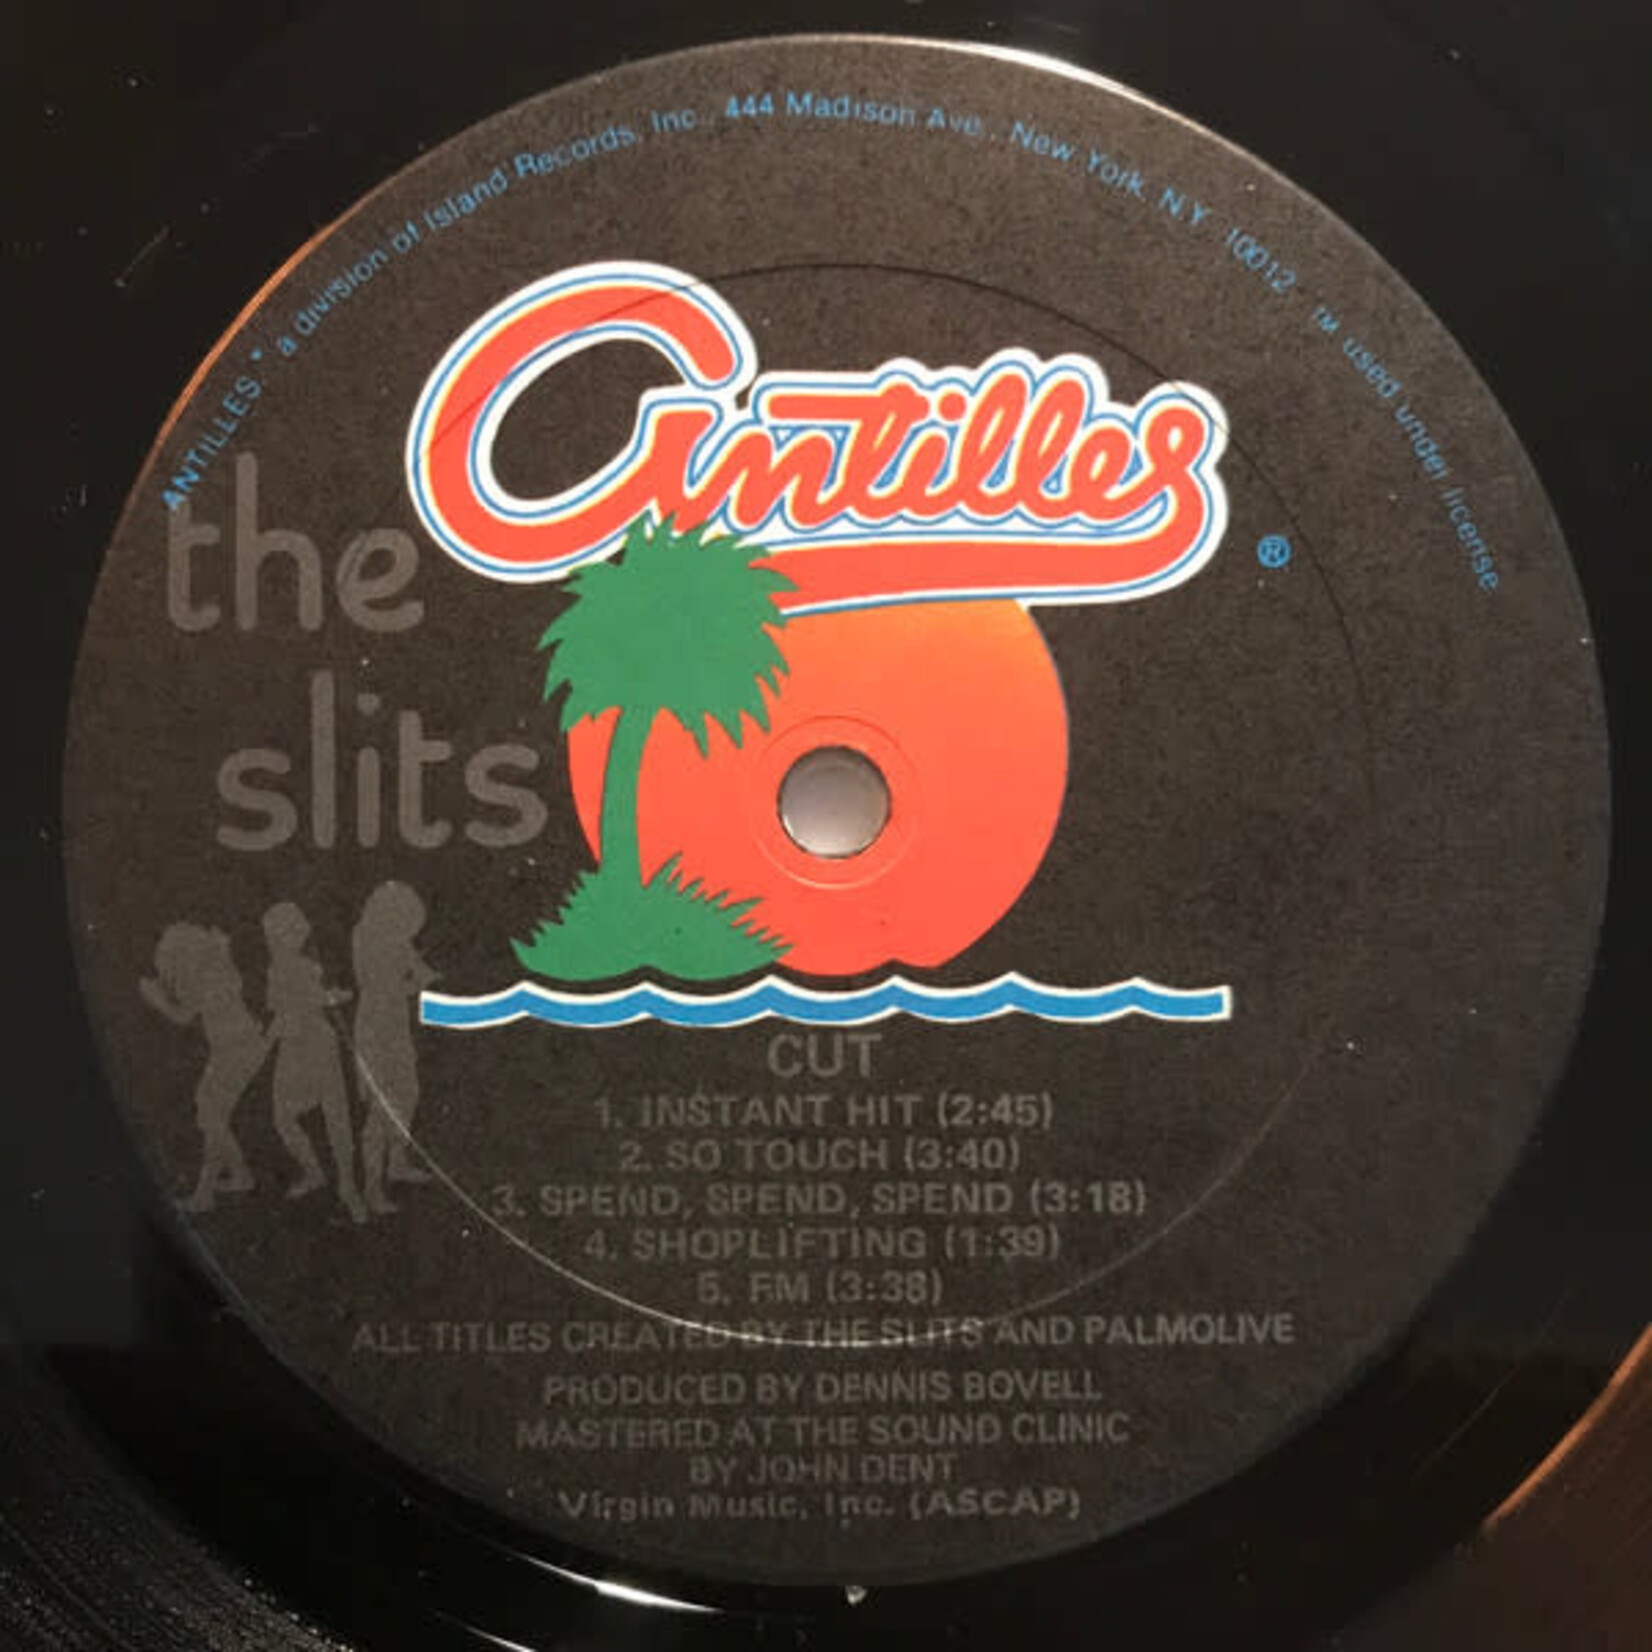 ANTILLES * a division of Island Records, Inc., 444 Madison Ave., New York, N.Y. 10012 ™ used under license
Antilles ®
the
slits
CUT
1. INSTANT HIT (2:45)
2. SO TOUCH (3:40)
3. SPEND, SPEND, SPEND (3:18)
4. SHOPLIFTING (1:39)
5. FM (3:38)
ALL TITLES CREATED BY THE SLITS AND PALMOLIVE
PRODUCED BY DENNIS BOVELL
MASTERED AT THE SOUND CLINIC
BY JOHN DENT
Virgin Music, Inc. (ASCAP)